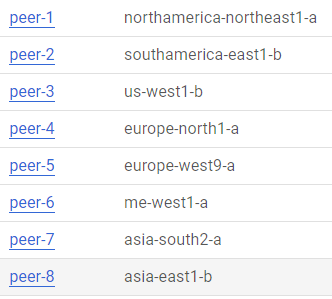 peer-1 northamerica-northeast1-a
peer-2 southamerica-east1-b
peer-3 us-west1-b
peer-4 europe-north1-a
peer-5 europe-west9-a
peer-6 me-west1-a
peer-7 asia-south2-a
peer-8 asia-east1-b